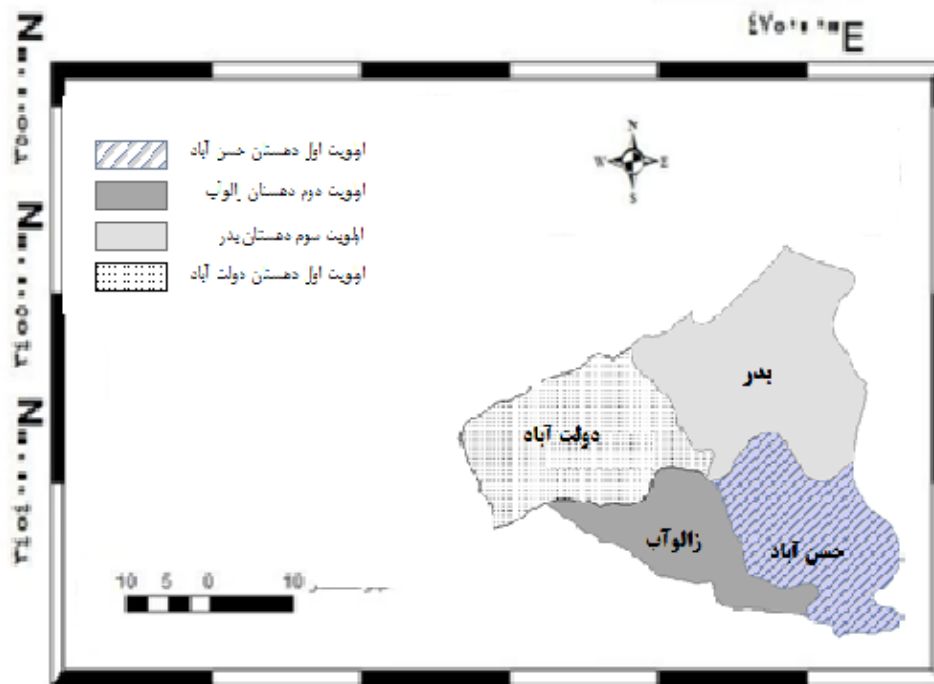 E
N
N
N
N
W E
S
اولویت اول دهستان حسن آباد
اولویت دوم دهستان زالوآب
اولویت سوم دهستان بدر
اولویت اول دهستان دولت آباد
بدر
دولت آباد
زالوآب
حسن آباد
10 5 0 10